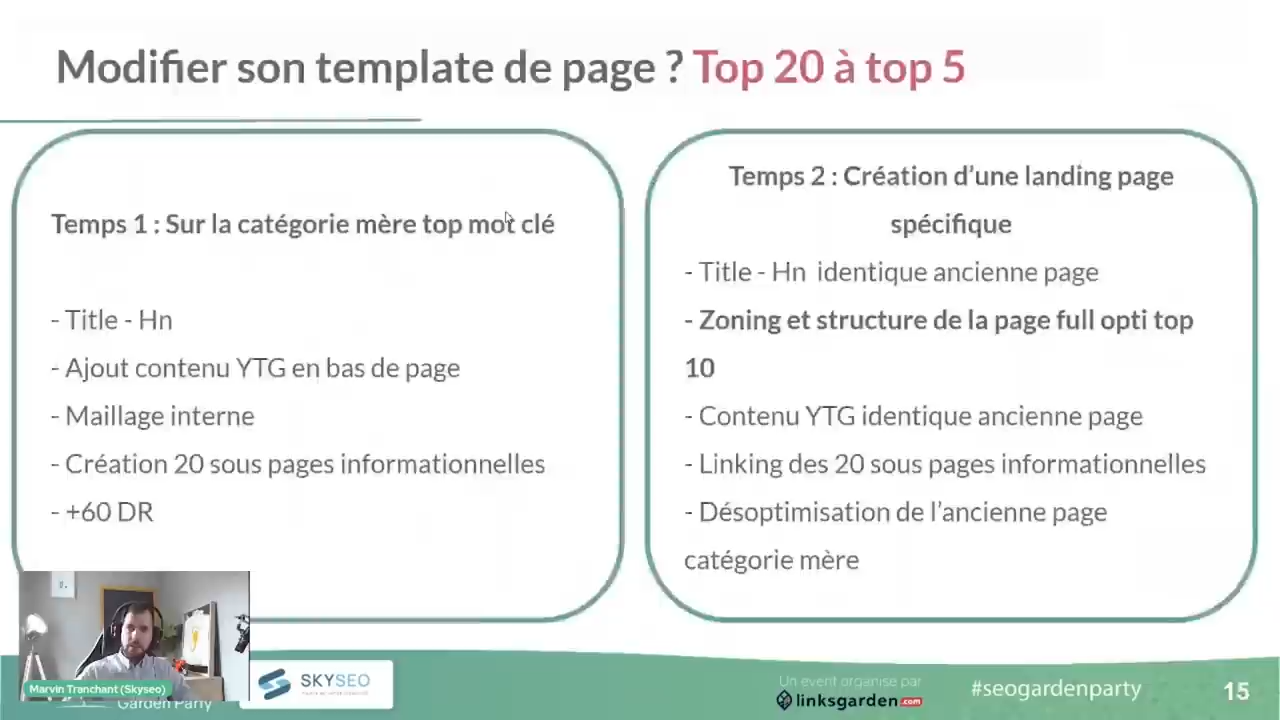 Modifier son template de page ? Top 20 à top 5
Temps 1 : Sur la catégorie mère top mot clé
- Title - Hn
- Ajout contenu YTG en bas de page
- Maillage interne
- Création 20 sous pages informationnelles
- +60 DR
Temps 2 : Création d’une landing page
spécifique
- Title - Hn identique ancienne page
- Zoning et structure de la page full opti top
10
- Contenu YTG identique ancienne page
- Linking des 20 sous pages informationnelles
- Désoptimisation de l’ancienne page
catégorie mère
Marvin Tranchant (Skyseo)
Garden Party
SKYSEO
Un event organisé par
linksgarden.com
#seogardenparty
15